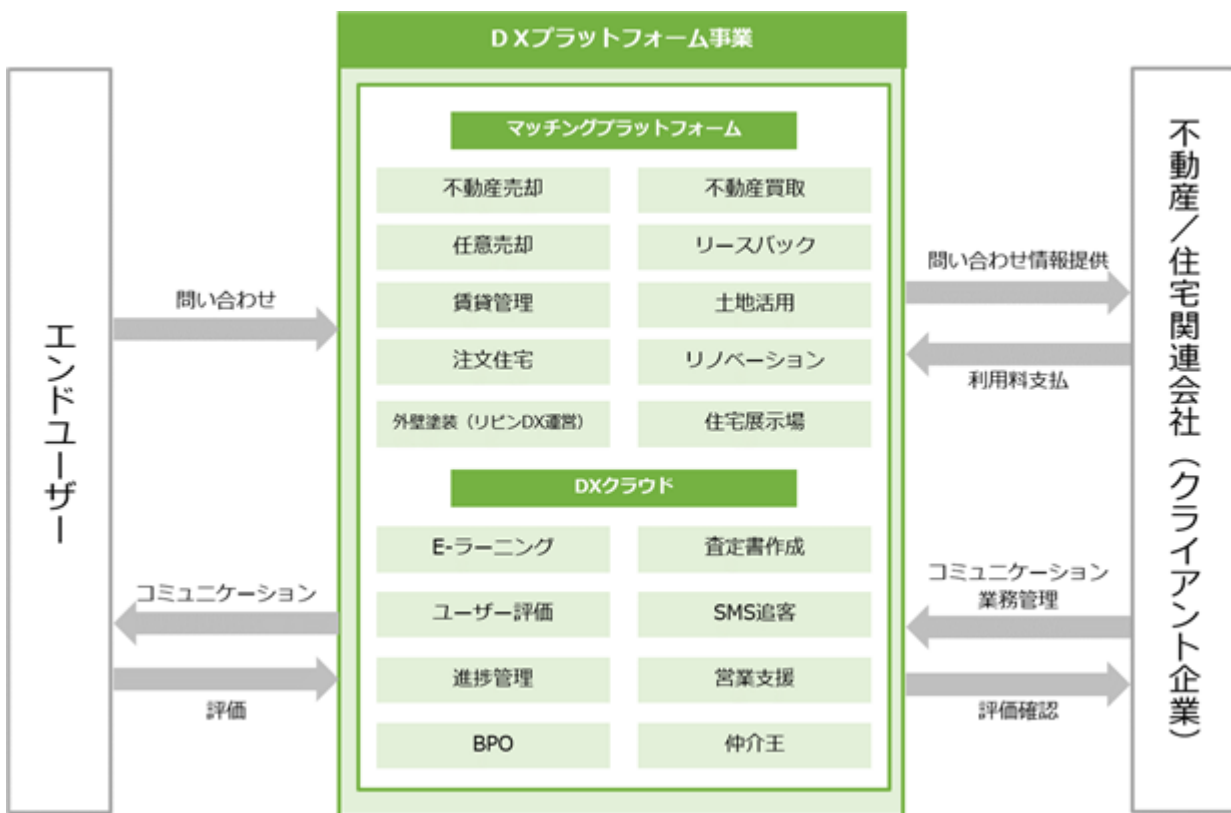 DXプラットフォーム事業
エンドユーザー
問い合わせ
コミュニケーション
評価
マッチングプラットフォーム
不動産売却
不動産買取
任意売却
リースバック
賃貸管理
土地活用
注文住宅
リノベーション
外壁塗装（リビンDX運営）
住宅展示場
DXクラウド
E-ラーニング
査定書作成
ユーザー評価
SMS追客
進捗管理
営業支援
BPO
仲介王
問い合わせ情報提供
利用料支払
コミュニケーション
業務管理
評価確認
不動産／住宅関連会社（クライアント企業）